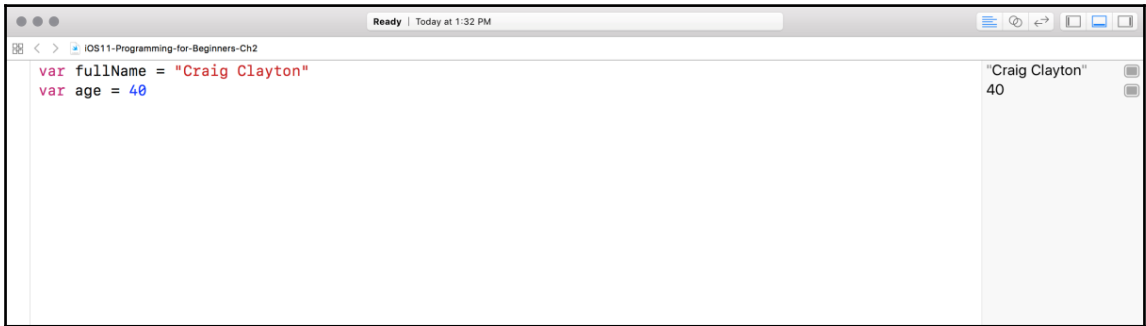 Ready | Today at 1:32 PM
iOS11-Programming-for-Beginners-Ch2
var fullName = "Craig Clayton"
"Craig Clayton"
var age = 40
40